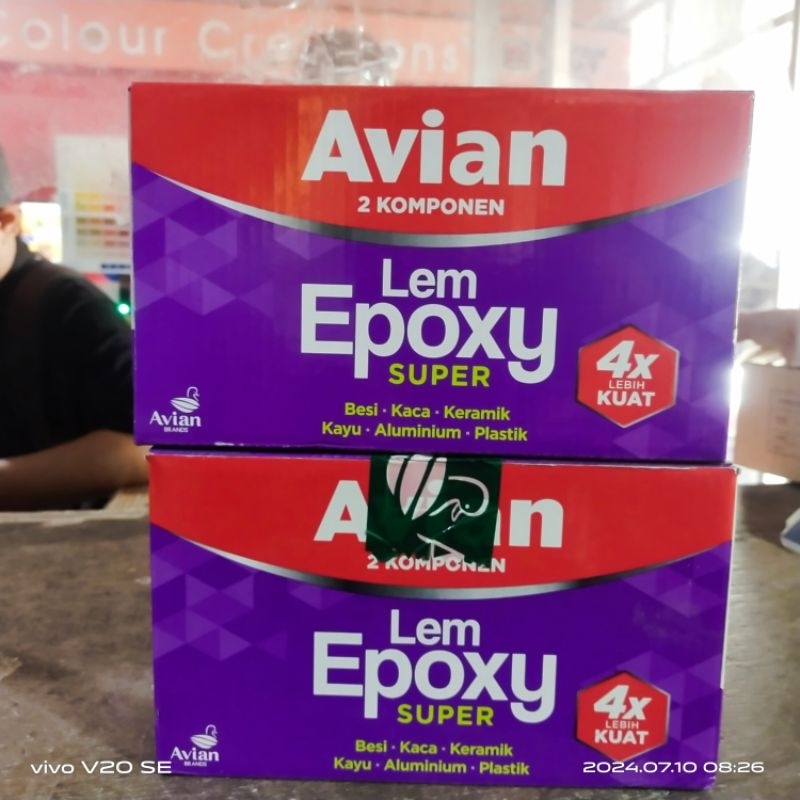 Colour Creations
Avian
2 KOMPONEN
Lem
Epoxy
SUPER
4x
LEBIH
KUAT
Besi · Kaca · Keramik
Kayu · Aluminium · Plastik
Avian
BRANDS
Avian
2 KOMPONEN
Lem
Epoxy
SUPER
4x
LEBIH
KUAT
Besi · Kaca · Keramik
Kayu · Aluminium · Plastik
Avian
BRANDS
vivo V20 SE
2024.07.10 08:26